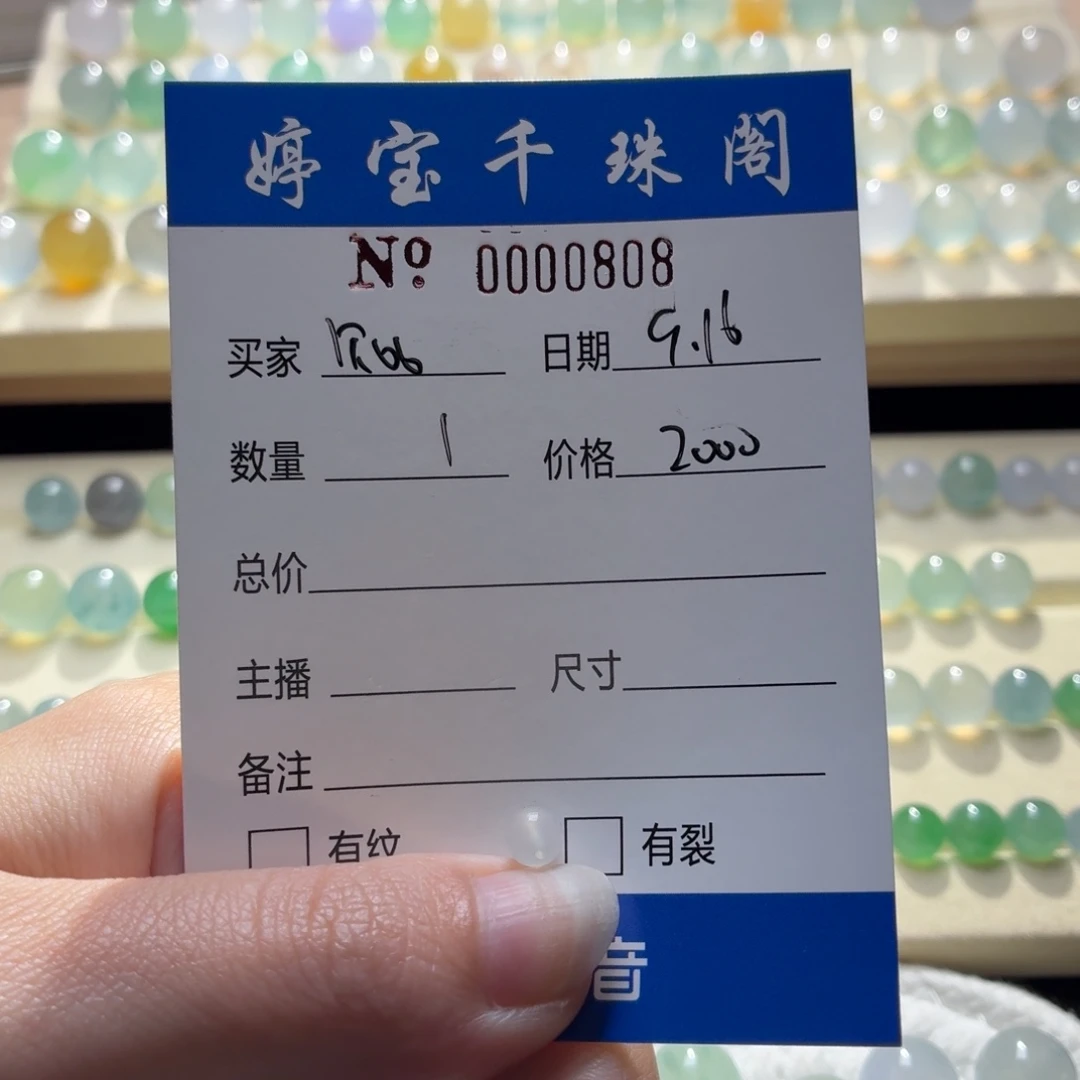 婷宝千珠阁
Nº 0000808
买家 日期 9.16
数量 1 价格 2000
总价
主播 尺寸
备注
有纹 有裂
音